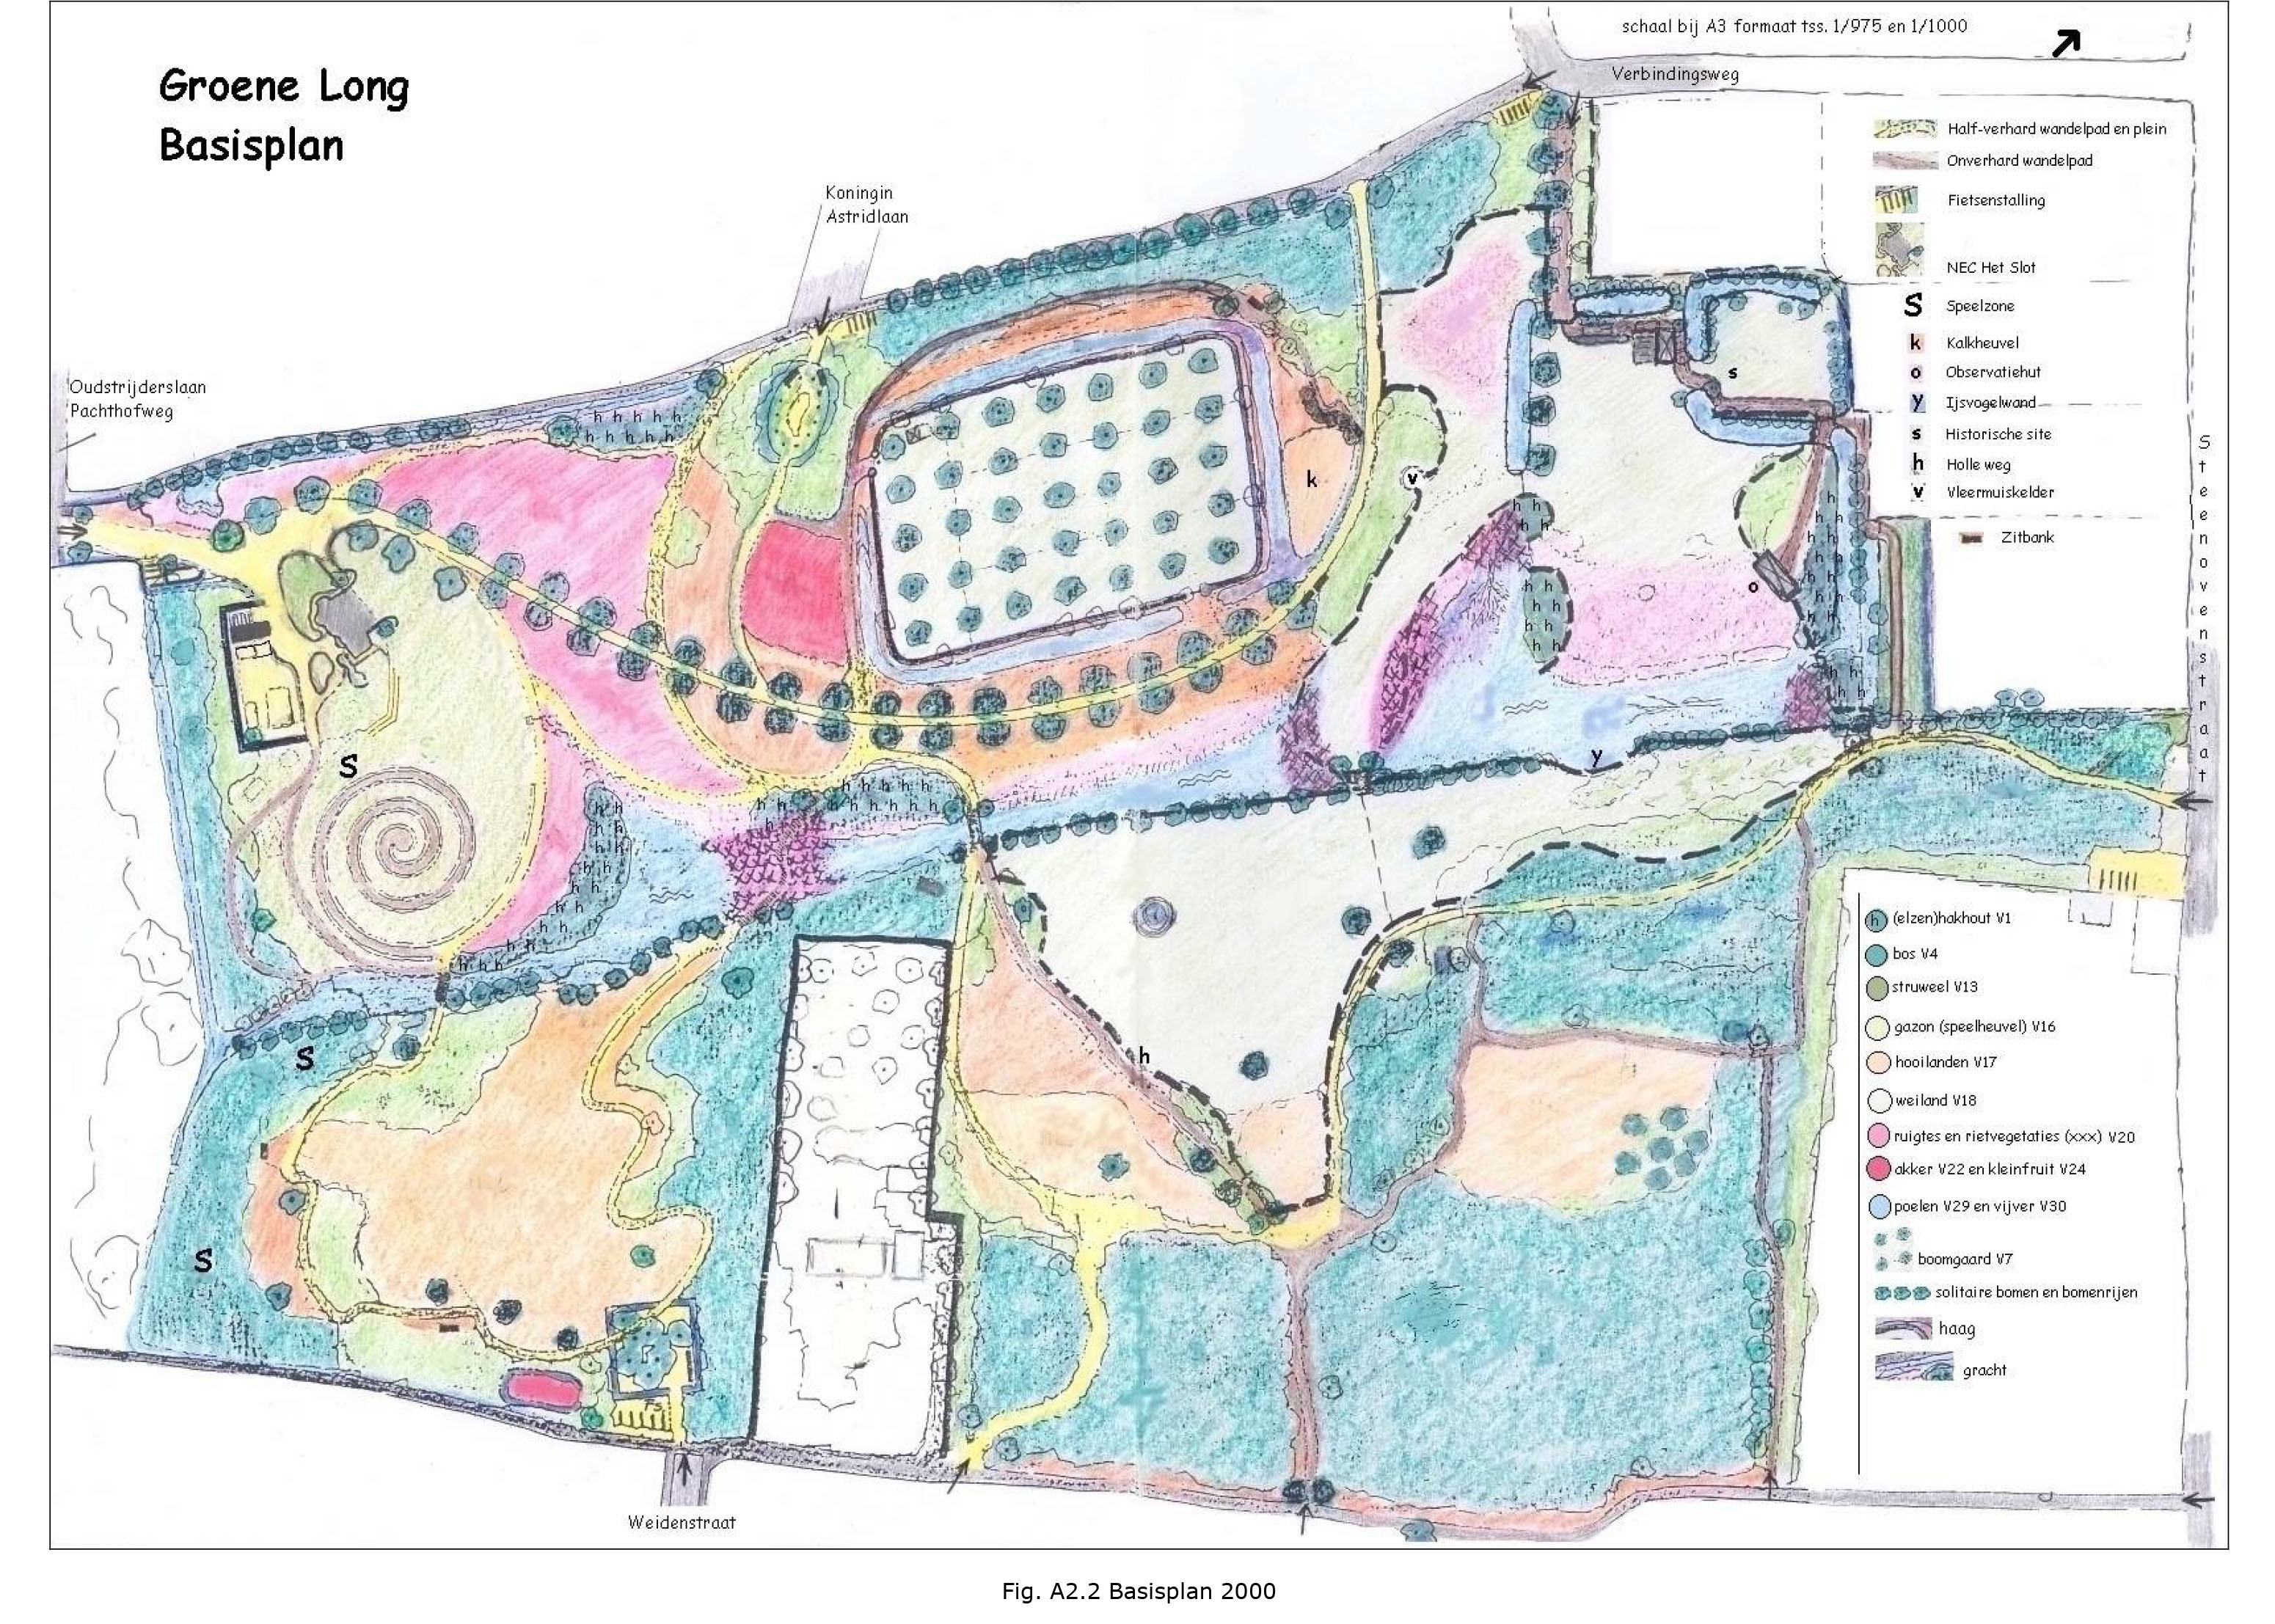 schaal bij A3 formaat tss. 1/975 en 1/1000
Groene Long
Basisplan
Verbindingsweg
Koningin
Astridlaan
Oudstrijderslaan
Pachthofweg
Half-verhard wandelpad en plein
Onverhard wandelpad
Fietsenstalling
NEC Het Slot
S Speelzone
k Kalkheuvel
o Observatiehut
y Ijsvogelwand
s Historische site
h Holle weg
v Vleermuiskelder
Zitbank
Steenovenstraat
h h h h h
h h h h h
k
v
s
o
y
S
S
S
h
h (elzen)hakhout V1
bos V4
struweel V13
gazon (speelheuvel) V16
hooilanden V17
weiland V18
ruigtes en rietvegetaties (xxx) V20
akker V22 en kleinfruit V24
poelen V29 en vijver V30
boomgaard V7
solitaire bomen en bomenrijen
haag
gracht
Weidenstraat
Fig. A2.2 Basisplan 2000